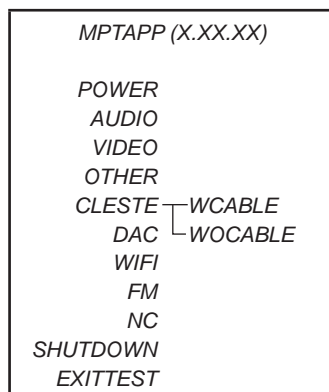 MPTAPP (X.XX.XX)
POWER
AUDIO
VIDEO
OTHER
CLESTE WCABLE
DAC WOCABLE
WIFI
FM
NC
SHUTDOWN
EXITTEST